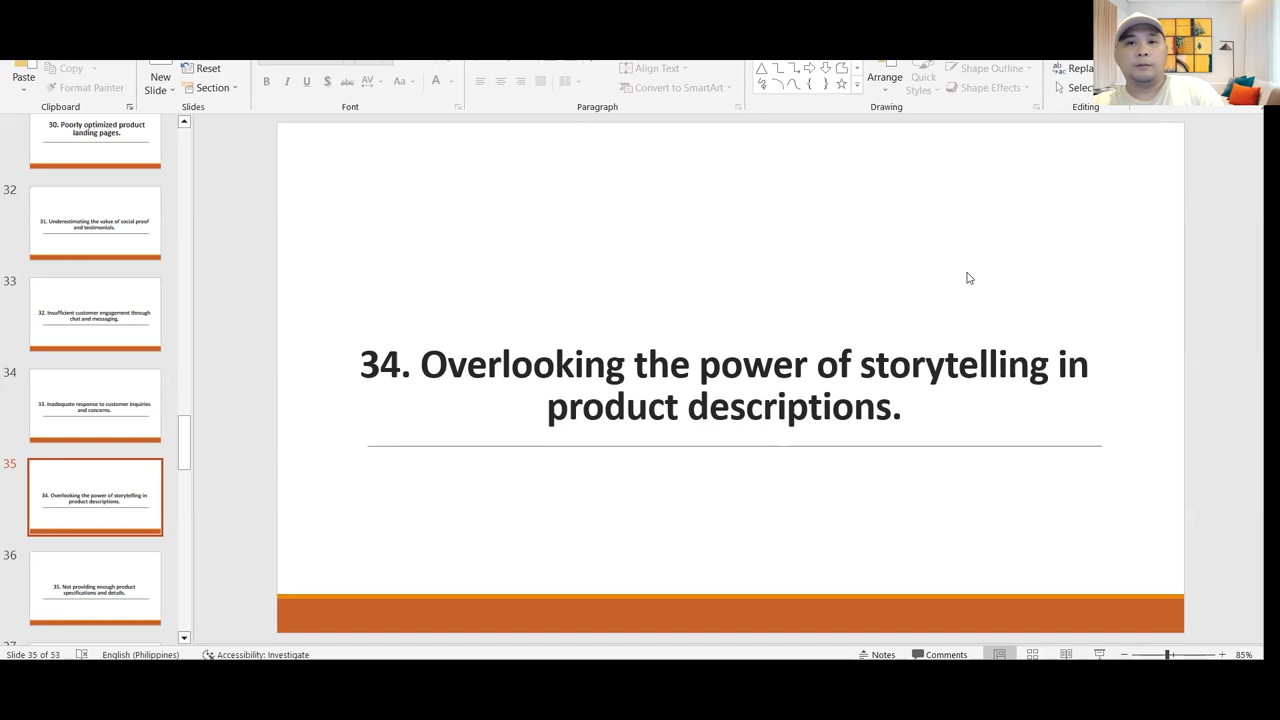 Paste
Copy
Format Painter
Clipboard
New
Slide
Reset
Section
Slides
B I U S abc AV Aa A
Font
Align Text
Convert to SmartArt
Paragraph
Arrange
Quick
Styles
Shape Outline
Shape Effects
Drawing
Repla
Selec
Editing
30. Poorly optimized product
landing pages.
32
31. Underestimating the value of social proof
and testimonials.
33
32. Insufficient customer engagement through
chat and messaging.
34
33. Inadequate response to customer inquiries
and concerns.
35
34. Overlooking the power of storytelling in
product descriptions.
36
35. Not providing enough product
specifications and details.
34. Overlooking the power of storytelling in
product descriptions.
Slide 35 of 53
English (Philippines)
Accessibility: Investigate
Notes
Comments
85%